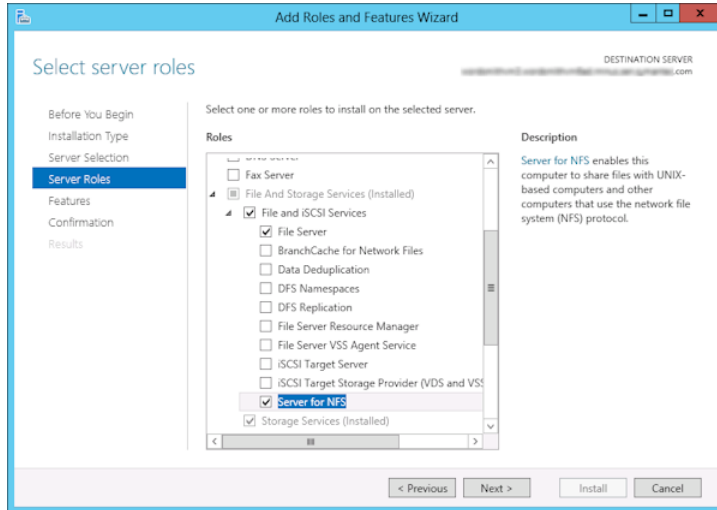 Add Roles and Features Wizard
Select server roles
DESTINATION SERVER
.com
Before You Begin
Installation Type
Server Selection
Server Roles
Features
Confirmation
Results
Select one or more roles to install on the selected server.
Roles
Fax Server
File And Storage Services (Installed)
File and iSCSI Services
File Server
BranchCache for Network Files
Data Deduplication
DFS Namespaces
DFS Replication
File Server Resource Manager
File Server VSS Agent Service
iSCSI Target Server
iSCSI Target Storage Provider (VDS and VSS
Server for NFS
Storage Services (Installed)
Description
Server for NFS enables this
computer to share files with UNIX-
based computers and other
computers that use the network file
system (NFS) protocol.
< Previous
Next >
Install
Cancel